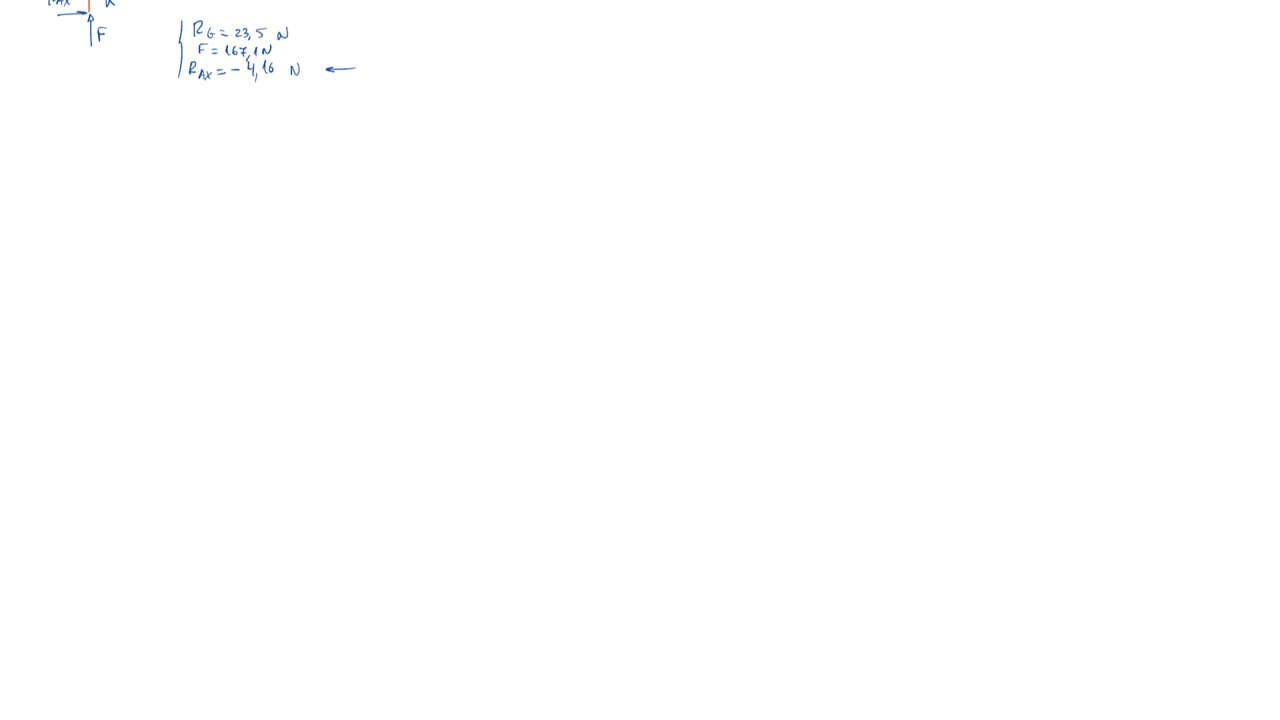 F
R_G = 23,5 N
F = 167,1 N
R_AX = - 4,16 N ←